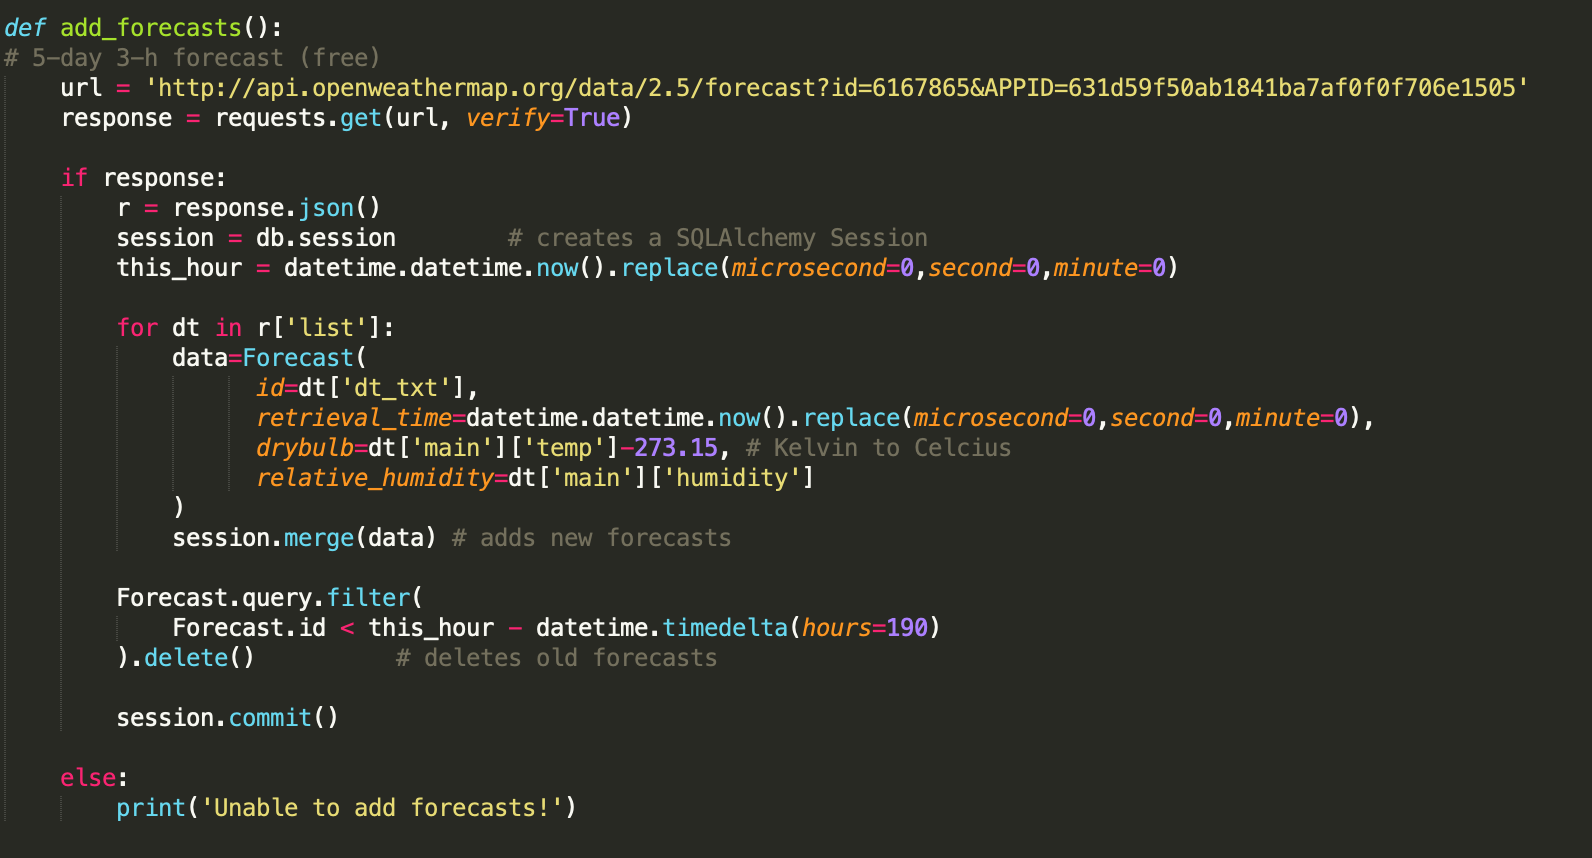 def add_forecasts():
# 5-day 3-h forecast (free)
    url = 'http://api.openweathermap.org/data/2.5/forecast?id=6167865&APPID=631d59f50ab1841ba7af0f0f706e1505'
    response = requests.get(url, verify=True)
    if response:
        r = response.json()
        session = db.session        # creates a SQLAlchemy Session
        this_hour = datetime.datetime.now().replace(microsecond=0,second=0,minute=0)
        for dt in r['list']:
            data=Forecast(
                  id=dt['dt_txt'],
                  retrieval_time=datetime.datetime.now().replace(microsecond=0,second=0,minute=0),
                  drybulb=dt['main']['temp']-273.15, # Kelvin to Celcius
                  relative_humidity=dt['main']['humidity']
            )
            session.merge(data) # adds new forecasts
        Forecast.query.filter(
            Forecast.id < this_hour - datetime.timedelta(hours=190)
        ).delete()          # deletes old forecasts
        session.commit()
    else:
        print('Unable to add forecasts!')